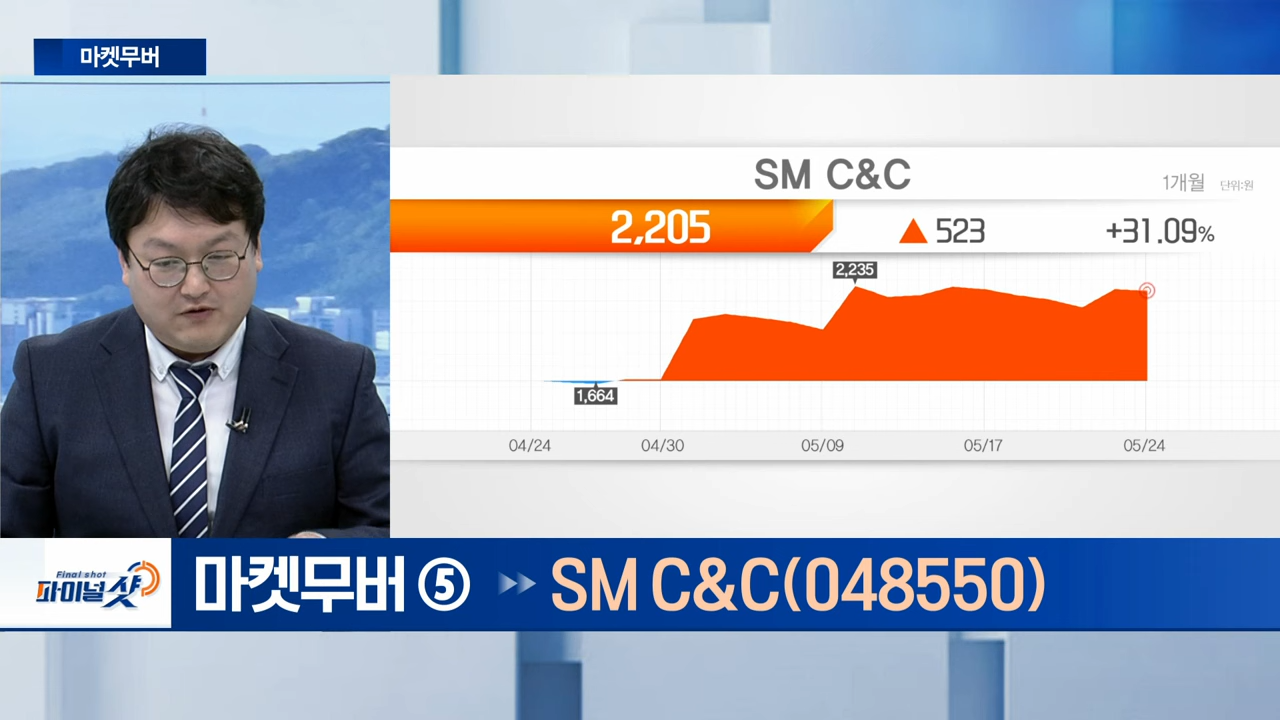 마켓무버
SM C&C
1개월 단위:원
2,205 ▲ 523 +31.09%
2,235
1,664
04/24 04/30 05/09 05/17 05/24
Final shot
파이널샷
마켓무버 ⑤ SM C&C(048550)